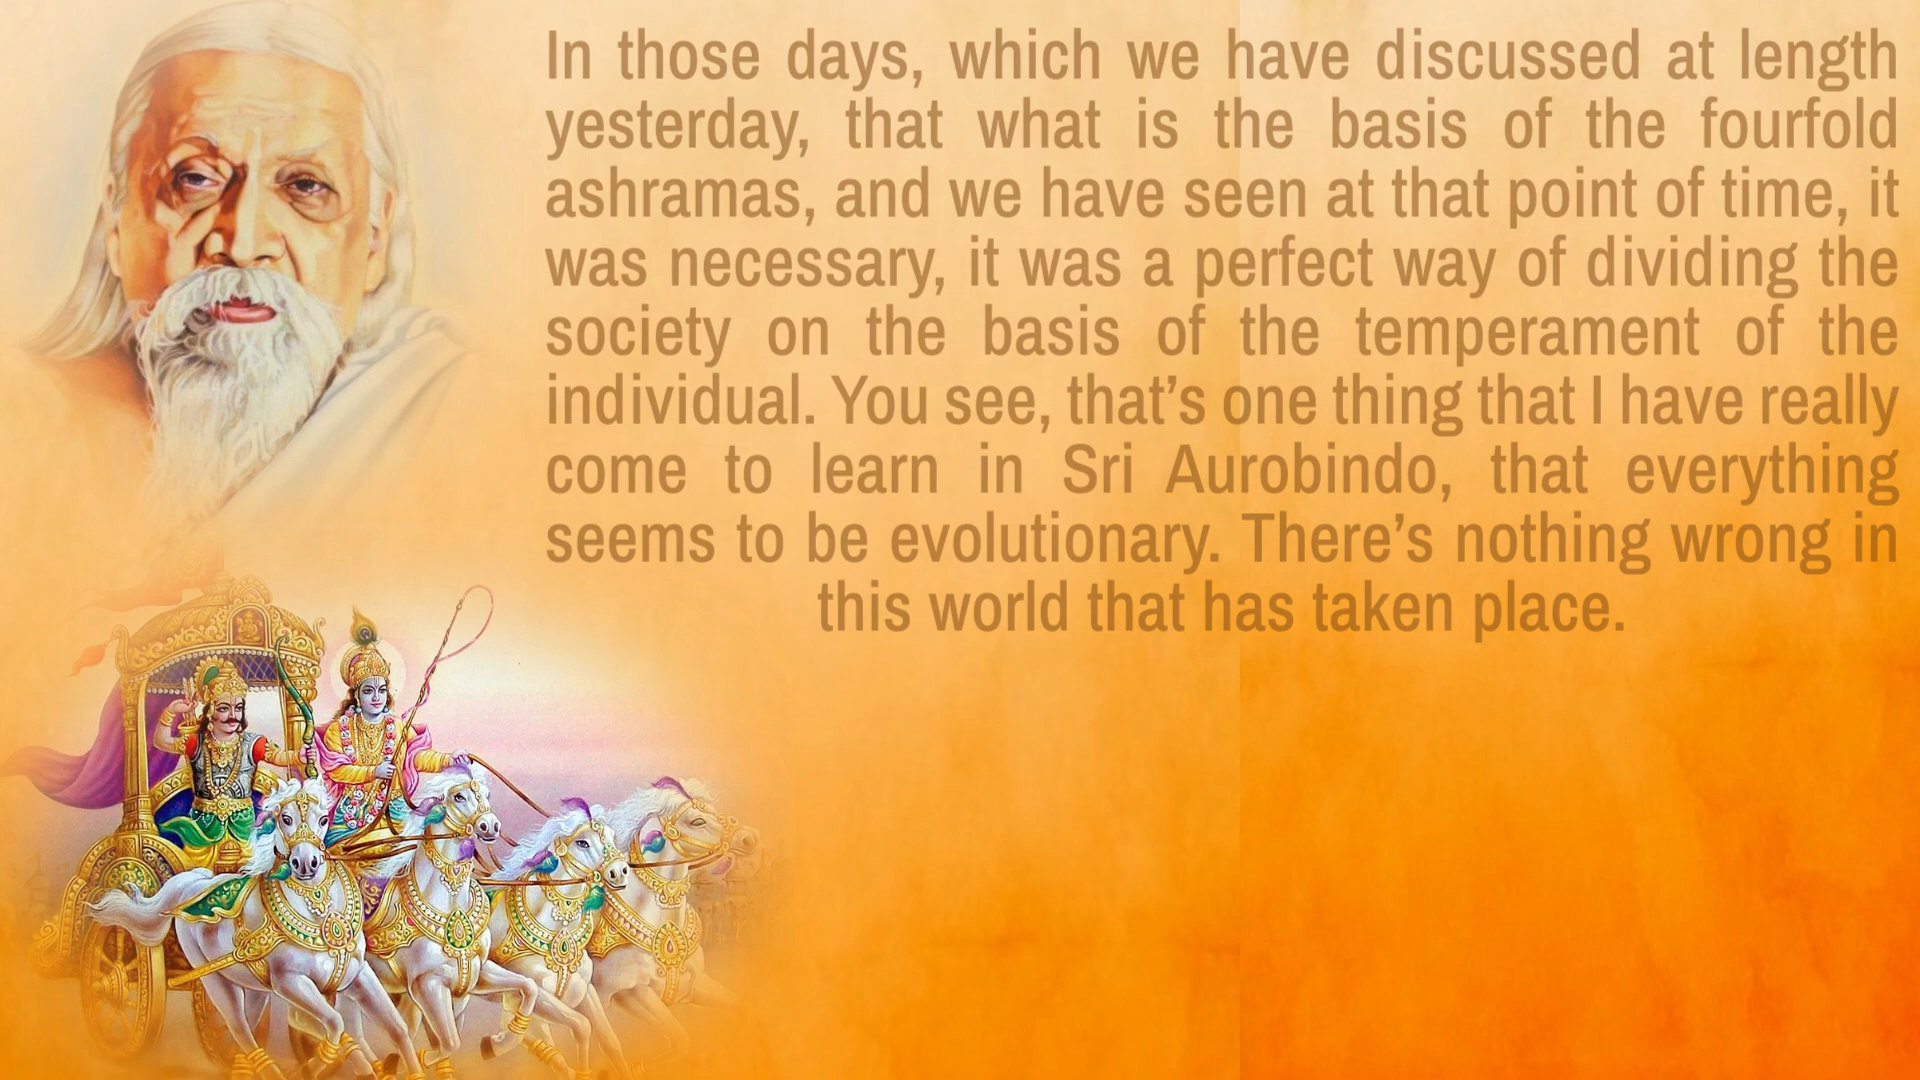 In those days, which we have discussed at length
yesterday, that what is the basis of the fourfold
ashramas, and we have seen at that point of time, it
was necessary, it was a perfect way of dividing the
society on the basis of the temperament of the
individual. You see, that’s one thing that I have really
come to learn in Sri Aurobindo, that everything
seems to be evolutionary. There’s nothing wrong in
this world that has taken place.